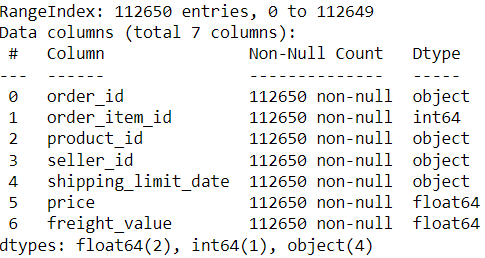 RangeIndex: 112650 entries, 0 to 112649
Data columns (total 7 columns):
 #   Column               Non-Null Count   Dtype
---  ------               --------------   -----
 0   order_id             112650 non-null  object
 1   order_item_id        112650 non-null  int64
 2   product_id           112650 non-null  object
 3   seller_id            112650 non-null  object
 4   shipping_limit_date  112650 non-null  object
 5   price                112650 non-null  float64
 6   freight_value        112650 non-null  float64
dtypes: float64(2), int64(1), object(4)